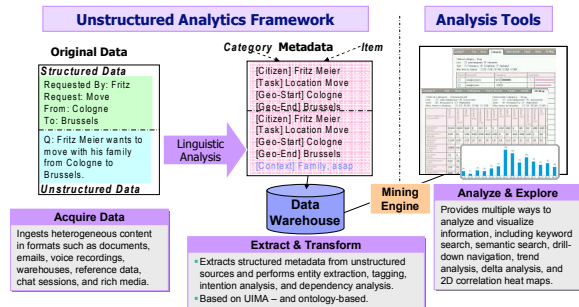 Unstructured Analytics Framework
Analysis Tools
Original Data
Category
Metadata
Item
Structured Data
Requested By: Fritz
Request: Move
From: Cologne
To: Brussels
Q: Fritz Meier wants to
move with his family
from Cologne to
Brussels.
Unstructured Data
Linguistic
Analysis
[Citizen] Fritz Meier
[Task] Location Move
[Geo-Start] Cologne
[Geo-End] Brussels
[Citizen] Fritz Meier
[Task] Location Move
[Geo-Start] Cologne
[Geo-End] Brussels
[Context] Family, asap
Data
Warehouse
Mining
Engine
Acquire Data
Ingests heterogeneous content
in formats such as documents,
emails, voice recordings,
warehouses, reference data,
chat sessions, and rich media.
Extract & Transform
▪Extracts structured metadata from unstructured
sources and performs entity extraction, tagging,
intention analysis, and dependency analysis.
▪Based on UIMA – and ontology-based.
Analyze & Explore
Provides multiple ways to
analyze and visualize
information, including keyword
search, semantic search, drill-
down navigation, trend
analysis, delta analysis, and
2D correlation heat maps.